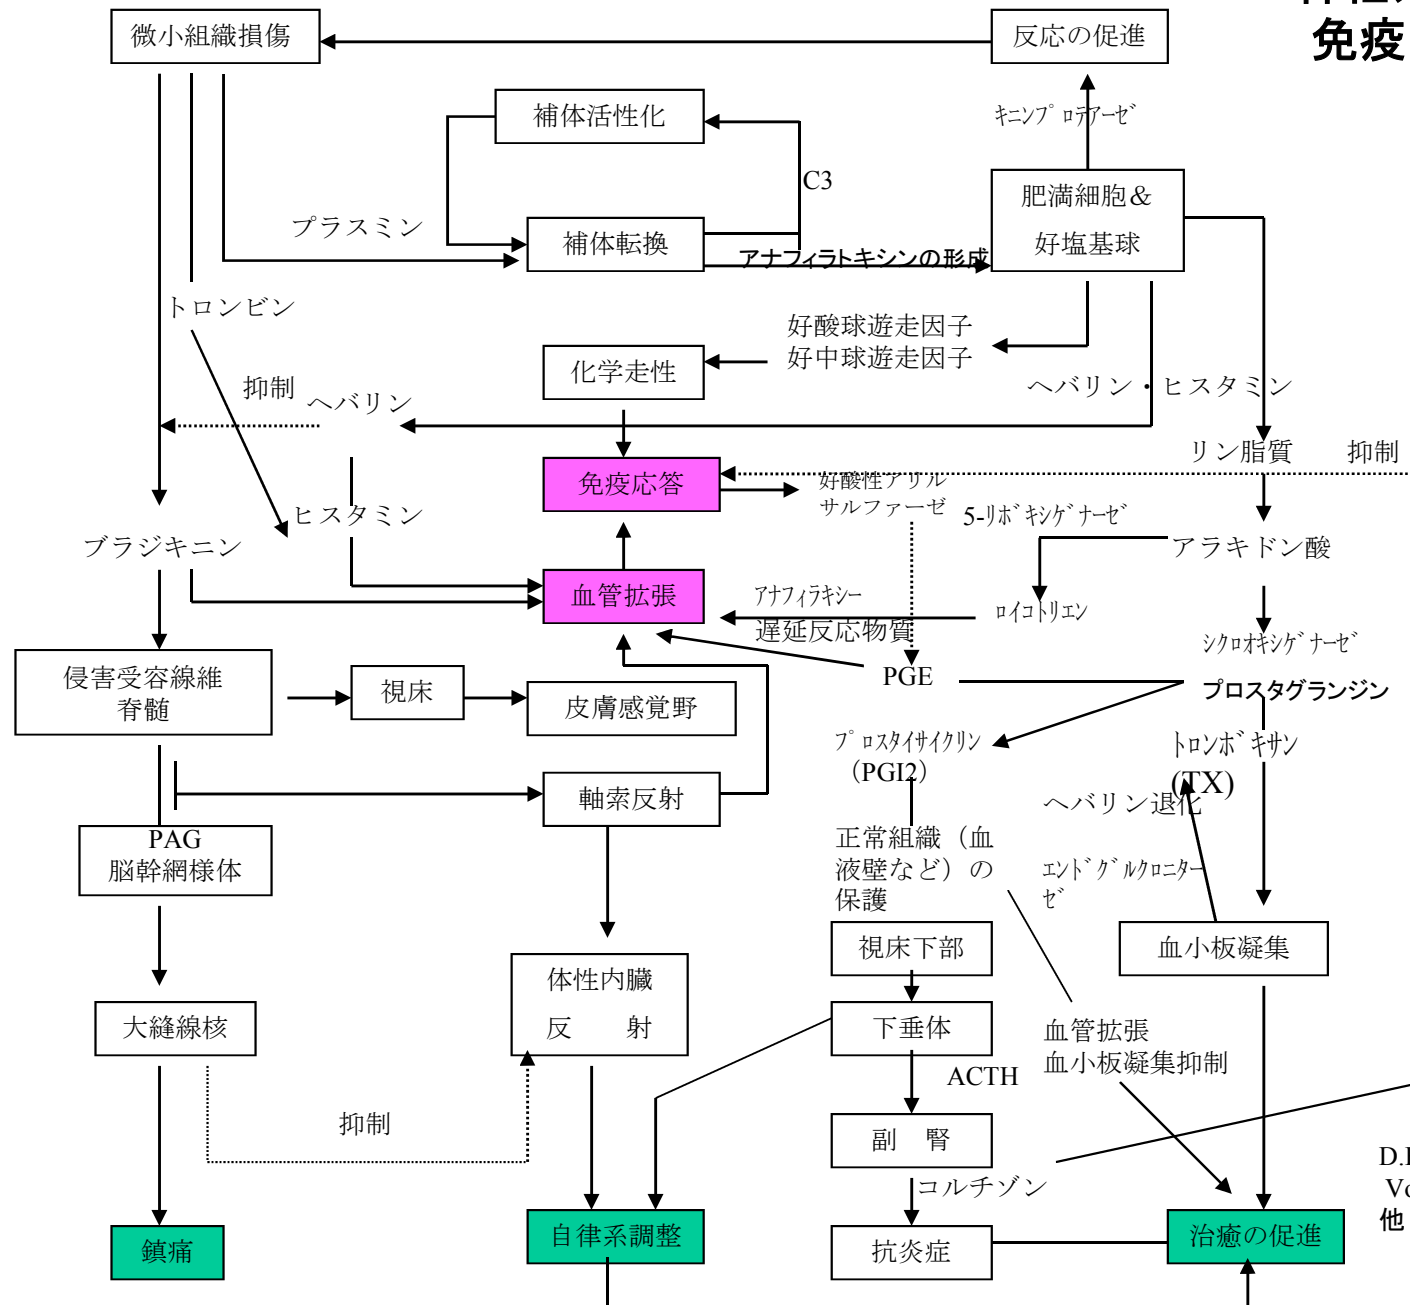 免疫
微小組織損傷
反応の促進
補体活性化
キニンプロテアーゼ
C3
肥満細胞&
好塩基球
プラスミン
補体転換
アナフィラトキシンの形成
トロンビン
好酸球遊走因子
好中球遊走因子
化学走性
抑制
ヘバリン
ヘバリン・ヒスタミン
リン脂質
抑制
免疫応答
好酸性アリル
サルファーゼ
ヒスタミン
5-リボキシゲナーゼ
ブラジキニン
アラキドン酸
血管拡張
アナフィラキシー
遅延反応物質
ロイコトリエン
シクロオキシゲナーゼ
侵害受容線維
脊髄
視床
皮膚感覚野
PGE
プロスタグランジン
プロスタイサイクリン
（PGI2）
トロンボキサン
(TX)
軸索反射
ヘバリン退化
PAG
脳幹網様体
正常組織（血
液壁など）の
保護
エンドグルクロニター
ゼ
視床下部
血小板凝集
体性内臓
反　射
大縫線核
下垂体
血管拡張
血小板凝集抑制
ACTH
抑制
副　腎
コルチゾン
鎮痛
自律系調整
抗炎症
治癒の促進
他